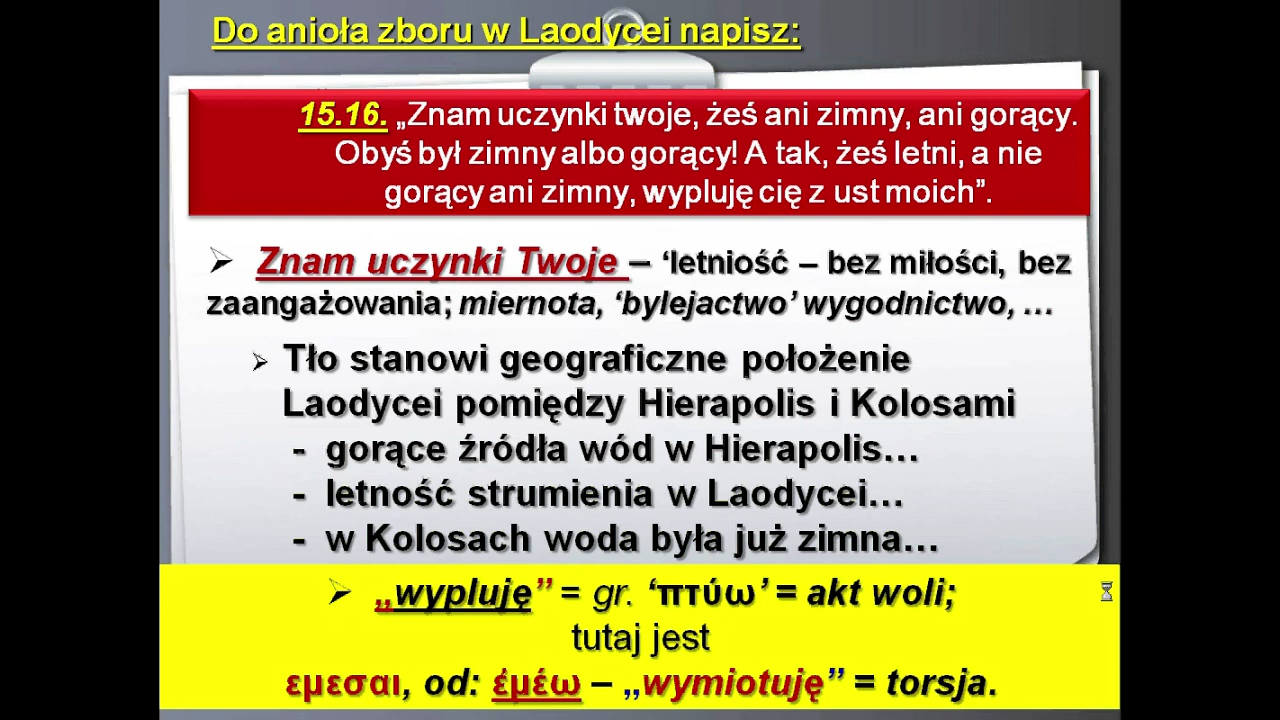 Do anioła zboru w Laodycei napisz:
15.16. „Znam uczynki twoje, żeś ani zimny, ani gorący.
Obyś był zimny albo gorący! A tak, żeś letni, a nie
gorący ani zimny, wypluję cię z ust moich”.
➢ Znam uczynki Twoje – ‘letniość – bez miłości, bez
zaangażowania; miernota, ‘bylejactwo’ wygodnictwo, …
➢ Tło stanowi geograficzne położenie
Laodycei pomiędzy Hierapolis i Kolosami
- gorące źródła wód w Hierapolis…
- letność strumienia w Laodycei…
- w Kolosach woda była już zimna…
➢ „wypluję” = gr. ‘πτύω’ = akt woli;
tutaj jest
εμεσαι, od: ἐμέω – „wymiotuję” = torsja.